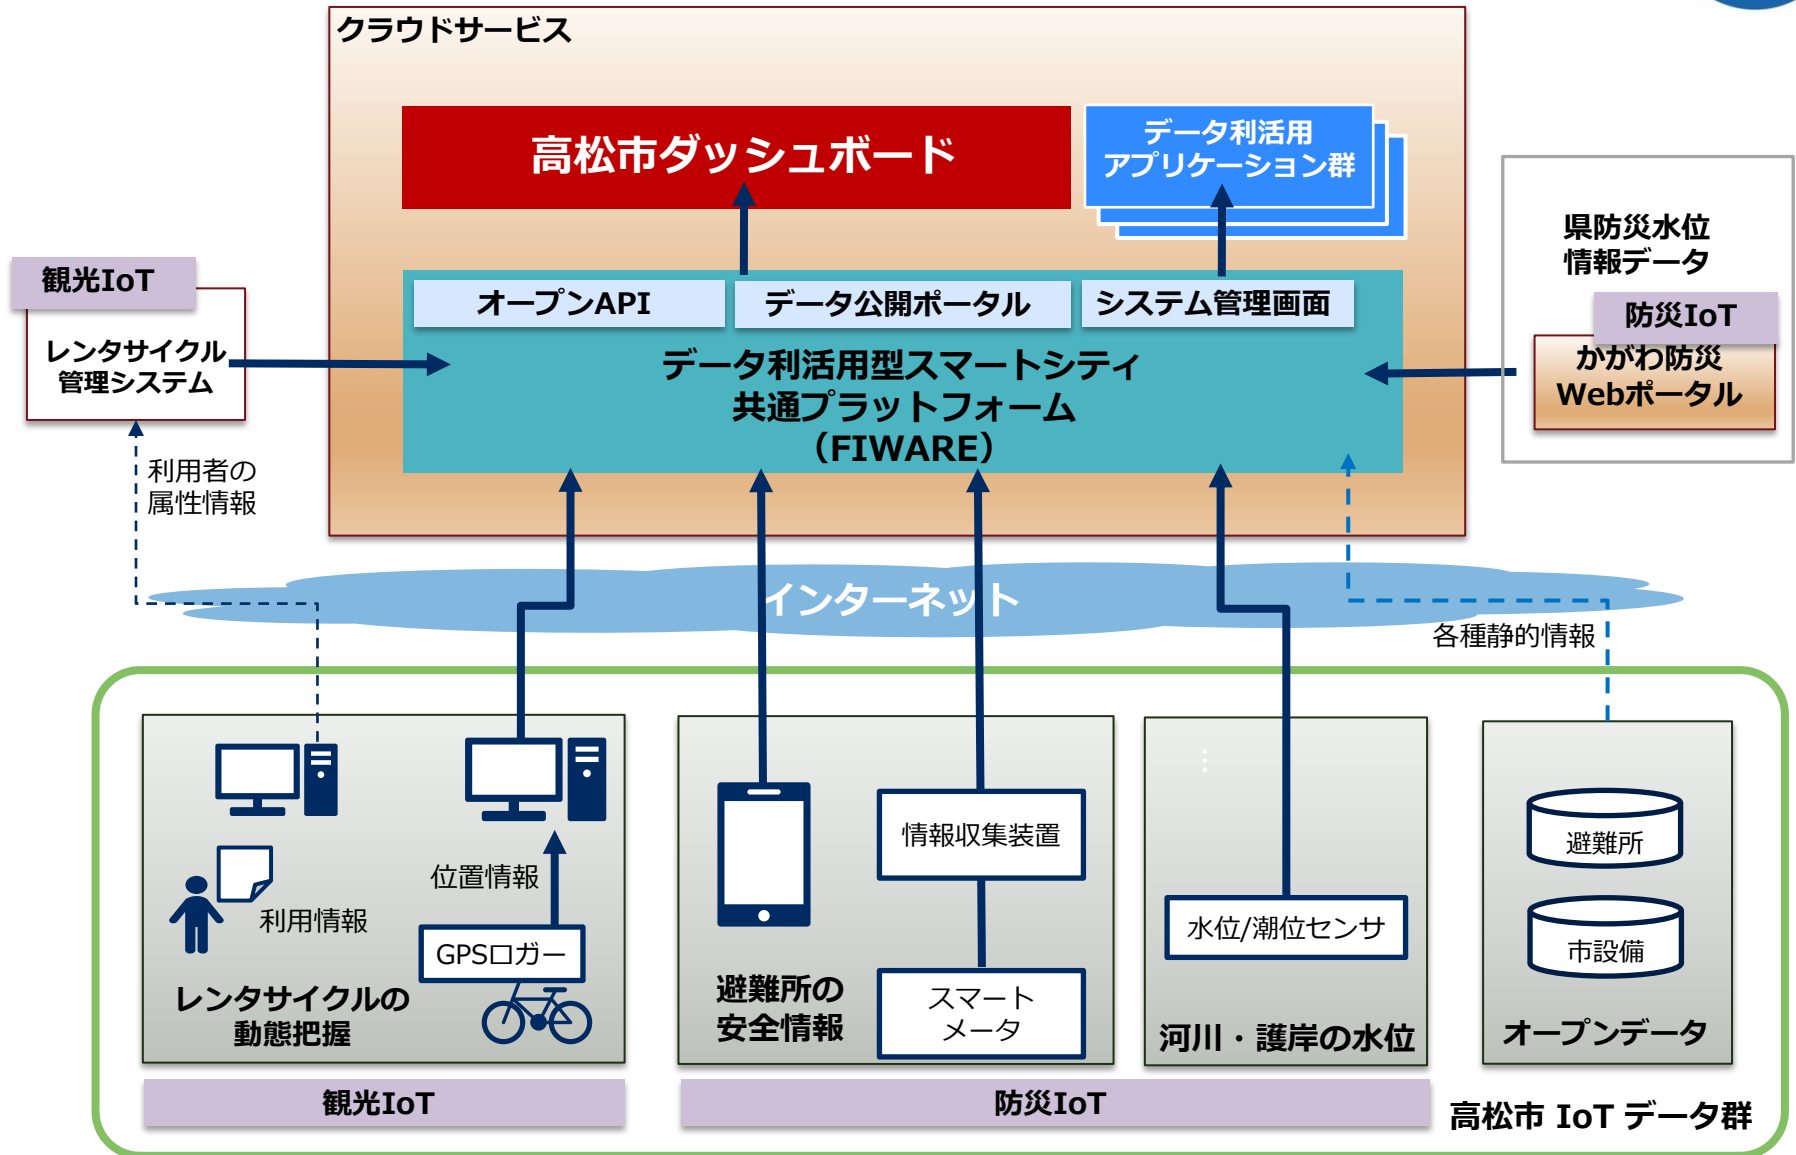 クラウドサービス
高松市ダッシュボード
データ利活用
アプリケーション群
県防災水位
情報データ
防災IoT
かがわ防災
Webポータル
観光IoT
レンタサイクル
管理システム
オープンAPI
データ公開ポータル
システム管理画面
データ利活用型スマートシティ
共通プラットフォーム
（FIWARE）
利用者の
属性情報
インターネット
各種静的情報
位置情報
利用情報
GPSロガー
レンタサイクルの
動態把握
避難所の
安全情報
情報収集装置
スマート
メータ
…
水位/潮位センサ
河川・護岸の水位
避難所
市設備
オープンデータ
観光IoT
防災IoT
高松市 IoT データ群